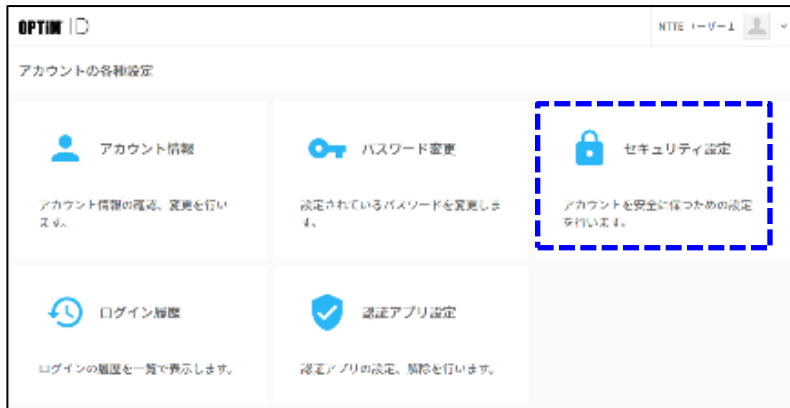 OPTiM ID
NTTE ユーザー1
アカウントの各種設定
アカウント情報
パスワード変更
セキュリティ設定
アカウント情報の確認、変更を行い
ます。
設定されているパスワードを変更しま
す。
アカウントを安全に保つための設定
を行います。
ログイン履歴
認証アプリ設定
ログインの履歴を一覧で表示します。
認証アプリの設定、解除を行います。